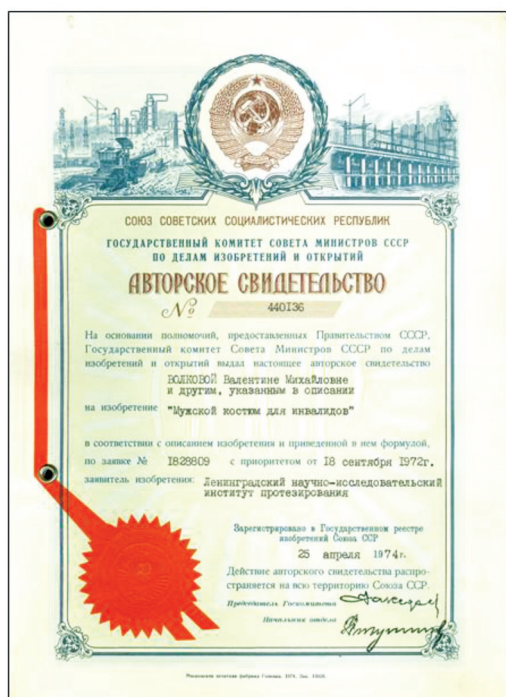 СОЮЗ СОВЕТСКИХ СОЦИАЛИСТИЧЕСКИХ РЕСПУБЛИК
ГОСУДАРСТВЕННЫЙ КОМИТЕТ СОВЕТА МИНИСТРОВ СССР
ПО ДЕЛАМ ИЗОБРЕТЕНИЙ И ОТКРЫТИЙ
АВТОРСКОЕ СВИДЕТЕЛЬСТВО
№ 440136
На основании полномочий, предоставленных Правительством СССР,
Государственный комитет Совета Министров СССР по делам
изобретений и открытий выдал настоящее авторское свидетельство
ВОЛКОВОЙ Валентине Михайловне
и другим, указанным в описании
на изобретение "Мужской костюм для инвалидов"
в соответствии с описанием изобретения и приведенной в нем формулой,
по заявке № 1828809 с приоритетом от 18 сентября 1972г.
заявитель изобретения: Ленинградский научно-исследовательский
институт протезирования
Зарегистрировано в Государственном реестре
изобретений Союза ССР
25 апреля 1974г.
Действие авторского свидетельства распро-
страняется на всю территорию Союза ССР.
Председатель Госкомитета
Начальник отдела